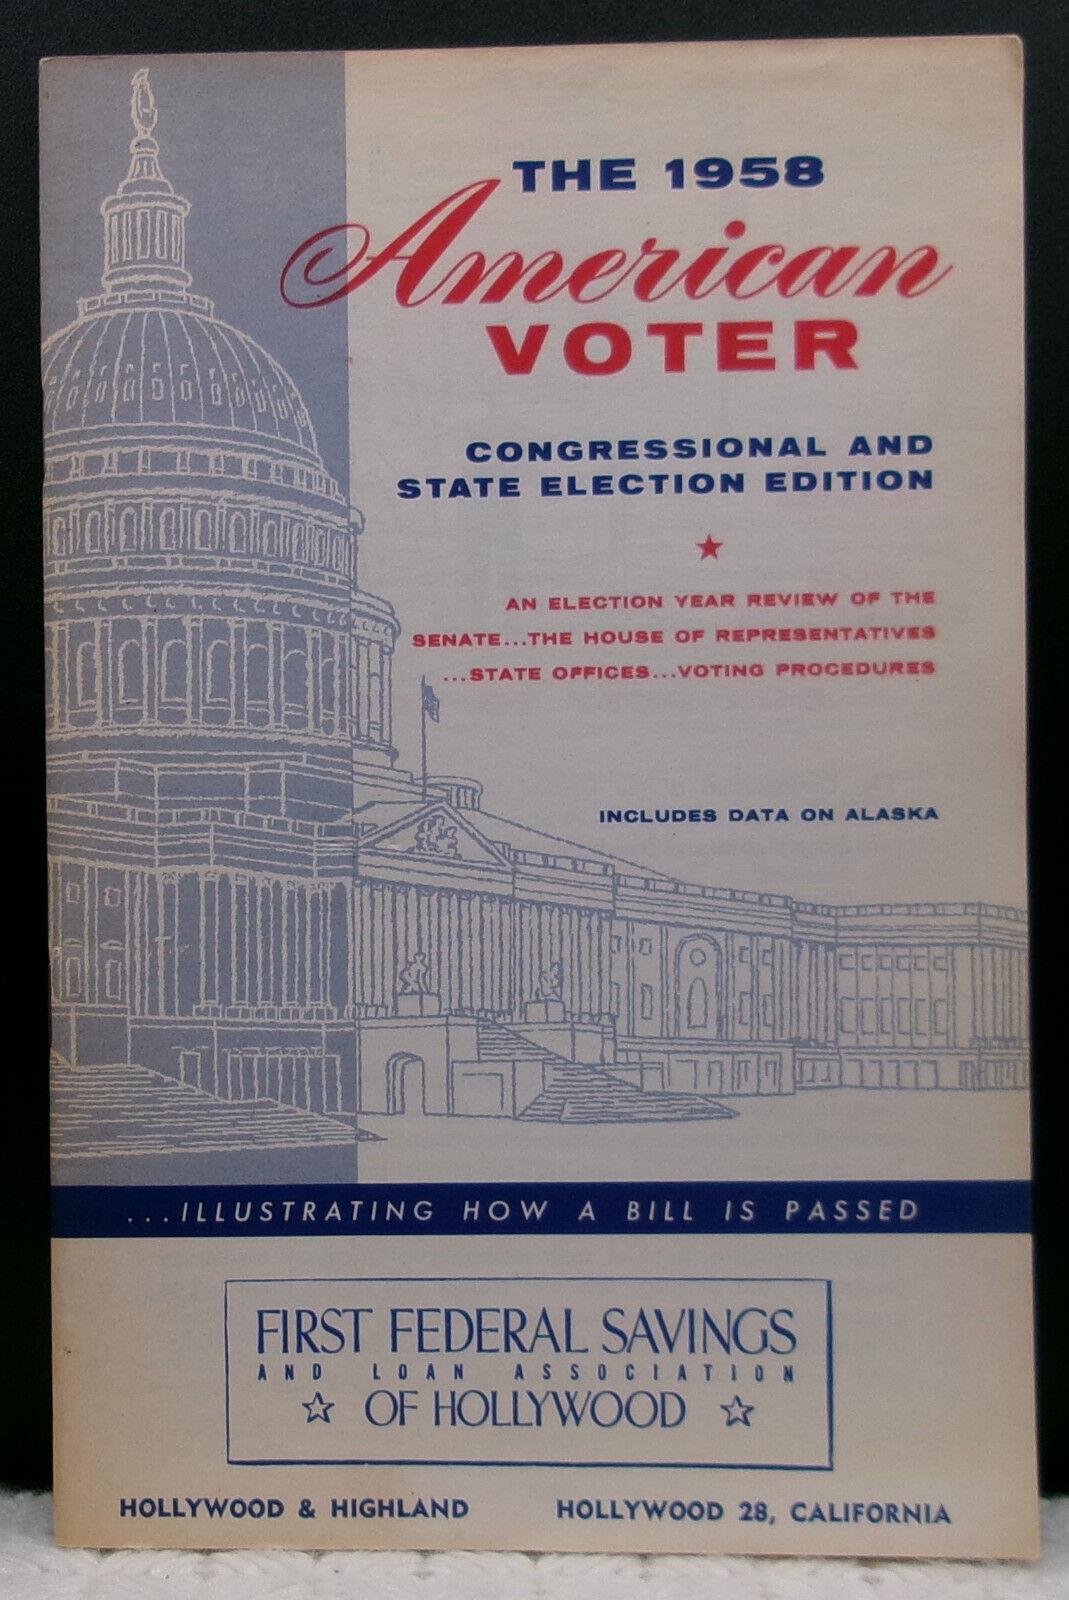 THE 1958
American
VOTER
CONGRESSIONAL AND
STATE ELECTION EDITION
AN ELECTION YEAR REVIEW OF THE
SENATE...THE HOUSE OF REPRESENTATIVES
...STATE OFFICES...VOTING PROCEDURES
INCLUDES DATA ON ALASKA
...ILLUSTRATING HOW A BILL IS PASSED
FIRST FEDERAL SAVINGS
AND LOAN ASSOCIATION
☆ OF HOLLYWOOD ☆
HOLLYWOOD & HIGHLAND HOLLYWOOD 28, CALIFORNIA